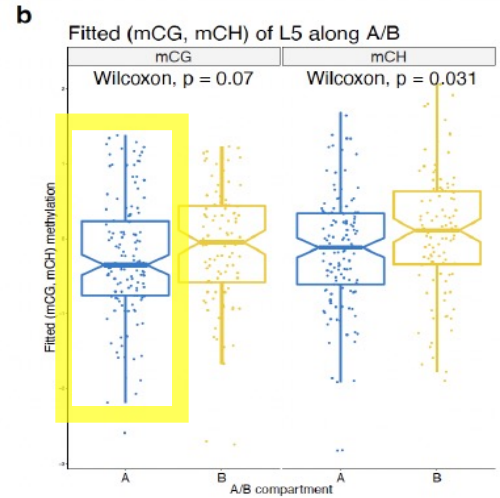 b
Fitted (mCG, mCH) of L5 along A/B
mCG
mCH
Wilcoxon, p = 0.07
Wilcoxon, p = 0.031
Fitted (mCG, mCH) methylation
A
B
A
B
A/B compartment